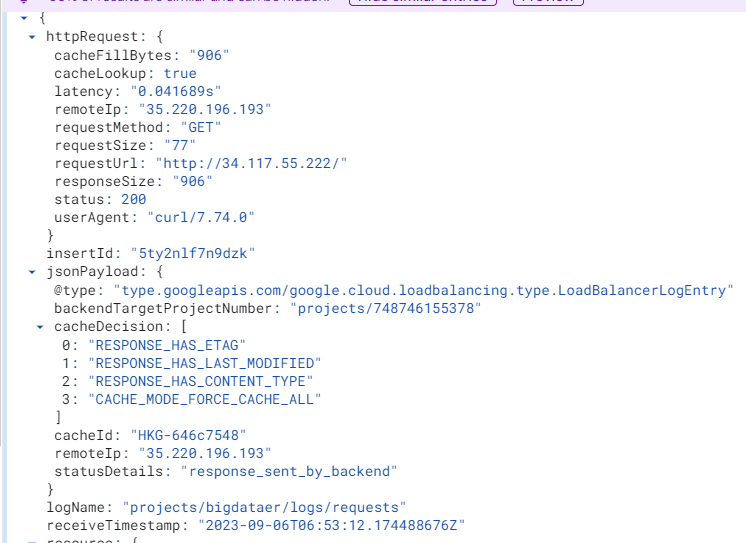 {
httpRequest: {
cacheFillBytes: "906"
cacheLookup: true
latency: "0.041689s"
remoteIp: "35.220.196.193"
requestMethod: "GET"
requestSize: "77"
requestUrl: "http://34.117.55.222/"
responseSize: "906"
status: 200
userAgent: "curl/7.74.0"
}
insertId: "5ty2nlf7n9dzk"
jsonPayload: {
@type: "type.googleapis.com/google.cloud.loadbalancing.type.LoadBalancerLogEntry"
backendTargetProjectNumber: "projects/748746155378"
cacheDecision: [
0: "RESPONSE_HAS_ETAG"
1: "RESPONSE_HAS_LAST_MODIFIED"
2: "RESPONSE_HAS_CONTENT_TYPE"
3: "CACHE_MODE_FORCE_CACHE_ALL"
]
cacheId: "HKG-646c7548"
remoteIp: "35.220.196.193"
statusDetails: "response_sent_by_backend"
}
logName: "projects/bigdataer/logs/requests"
receiveTimestamp: "2023-09-06T06:53:12.174488676Z"